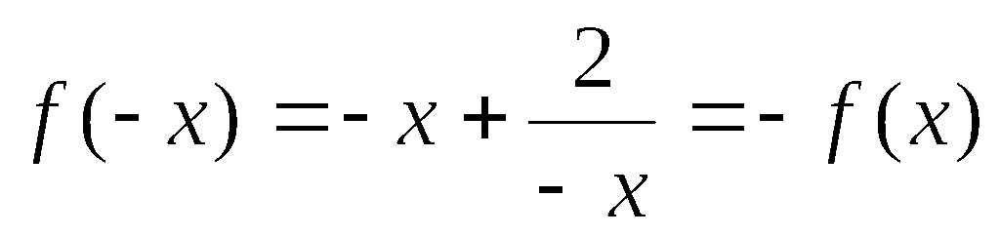 f(- x) = - x + 2/(- x) = - f(x)